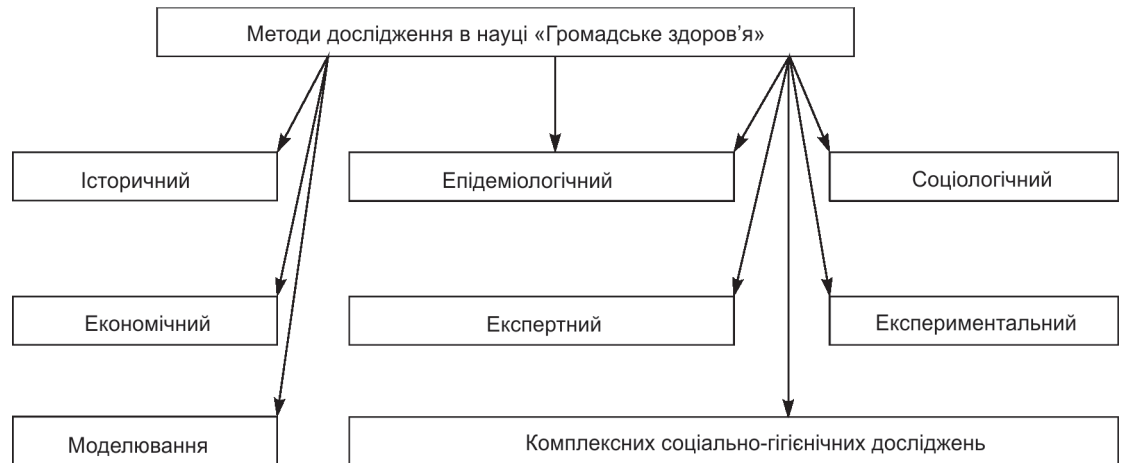 Методи дослідження в науці «Громадське здоров’я»
Історичний
Епідеміологічний
Соціологічний
Економічний
Експертний
Експериментальний
Моделювання
Комплексних соціально-гігієнічних досліджень